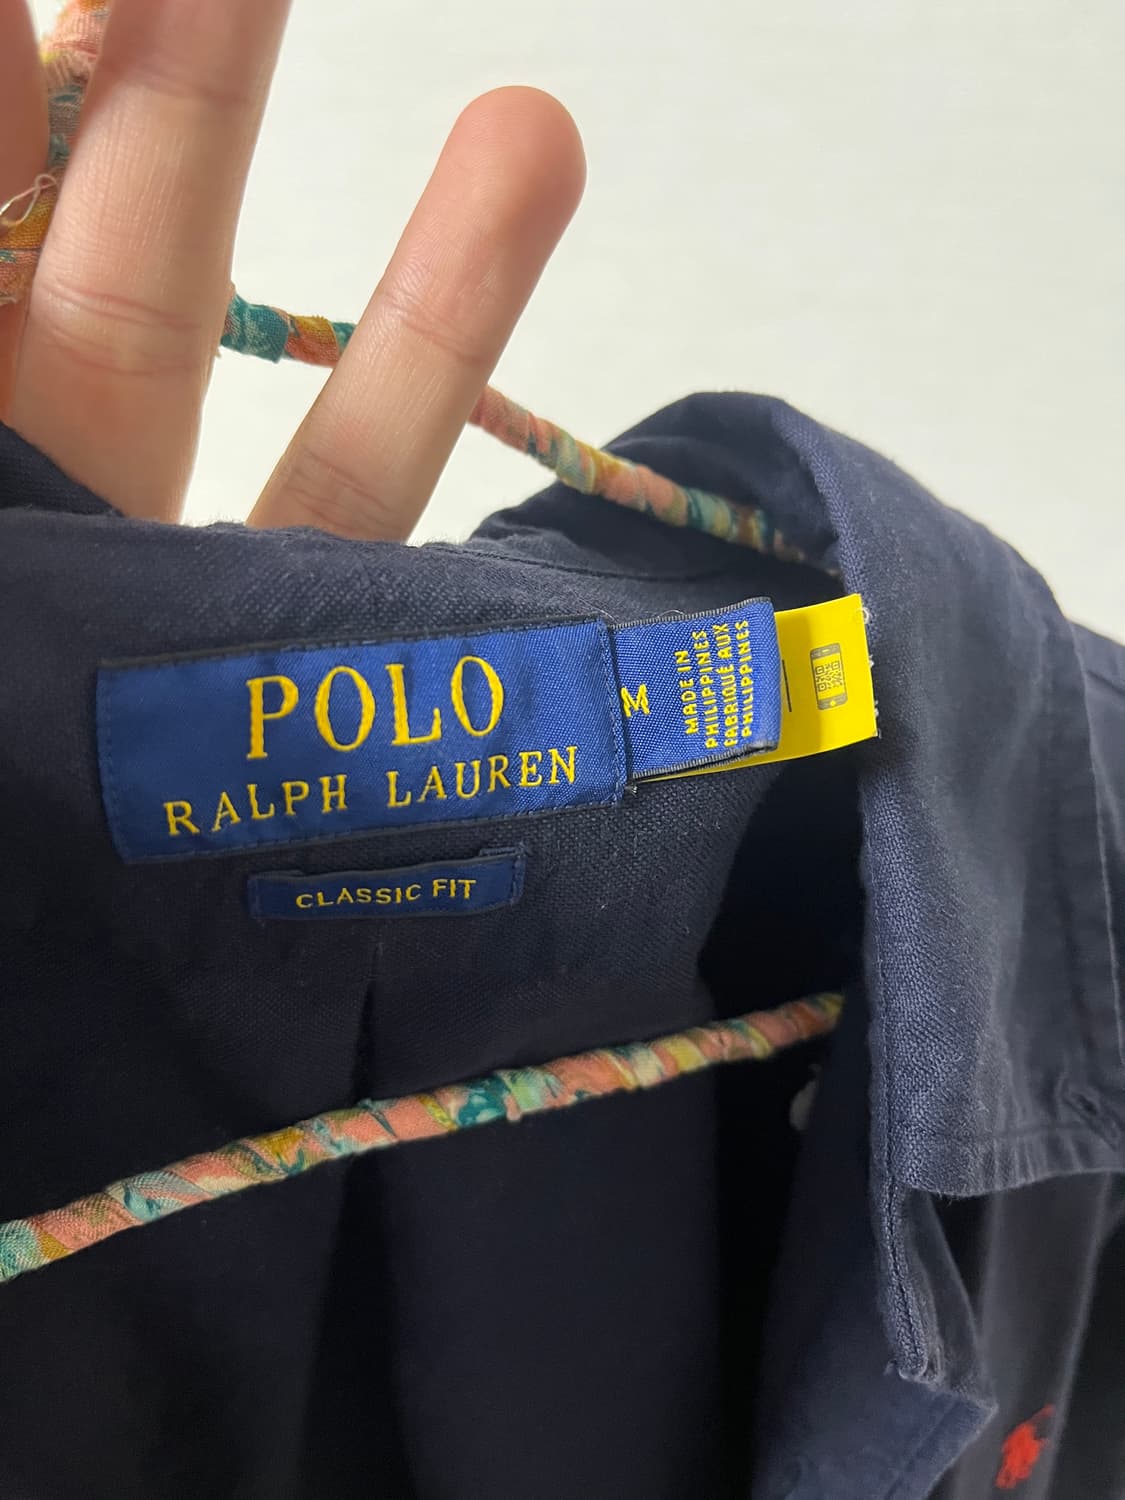 POLO
RALPH LAUREN
CLASSIC FIT
M
MADE IN
PHILIPPINES
FABRIQUÉ AUX
PHILIPPINES